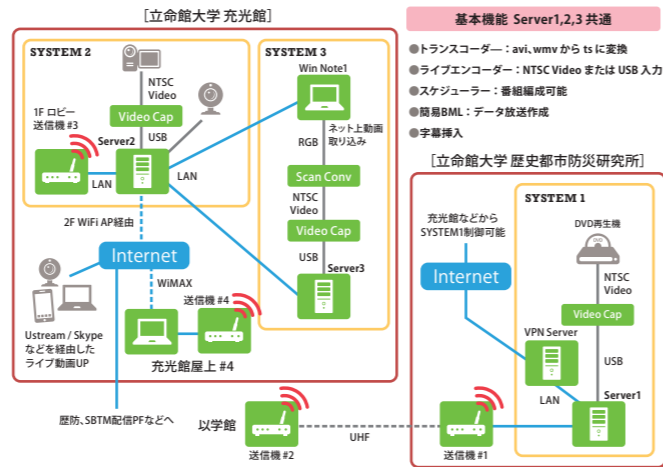 [立命館大学 充光館]
SYSTEM 2
NTSC
Video
Video Cap
USB
1F ロビー
送信機 #3
Server2
LAN
LAN
2F WiFi AP経由
Internet
WiMAX
送信機 #4
充光館屋上 #4
Ustream / Skype
などを経由した
ライブ動画UP
歴防、SBTM配信PFなどへ
SYSTEM 3
Win Note1
ネット上動画
取り込み
RGB
Scan Conv
NTSC
Video
Video Cap
USB
Server3
基本機能 Server1,2,3 共通
●トランスコーダ―：avi、wmv から ts に変換
●ライブエンコーダー：NTSC Video または USB 入力
●スケジューラー：番組編成可能
●簡易BML：データ放送作成
●字幕挿入
[立命館大学 歴史都市防災研究所]
SYSTEM 1
充光館などから
SYSTEM1制御可能
Internet
DVD再生機
DVD
NTSC
Video
Video Cap
USB
VPN Server
LAN
Server1
以学館
送信機 #2
UHF
送信機 #1